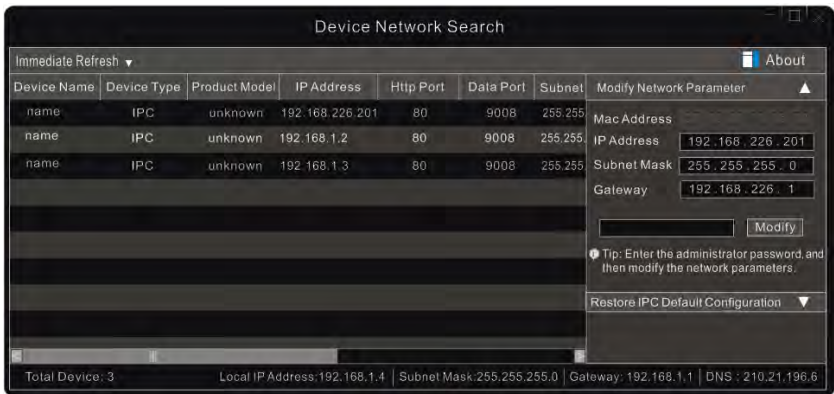 Device Network Search
Immediate Refresh
About
Device Name Device Type Product Model IP Address Http Port Data Port Subnet
name IPC unknown 192.168.226.201 80 9008 255.255
name IPC unknown 192.168.1.2 80 9008 255.255.
name IPC unknown 192.168.1.3 80 9008 255.255
Modify Network Parameter
Mac Address
IP Address 192.168.226.201
Subnet Mask 255.255.255.0
Gateway 192.168.226.1
Modify
Tip: Enter the administrator password, and
then modify the network parameters.
Restore IPC Default Configuration
Total Device: 3 Local IP Address:192.168.1.4 Subnet Mask:255.255.255.0 Gateway: 192.168.1.1 DNS : 210.21.196.6